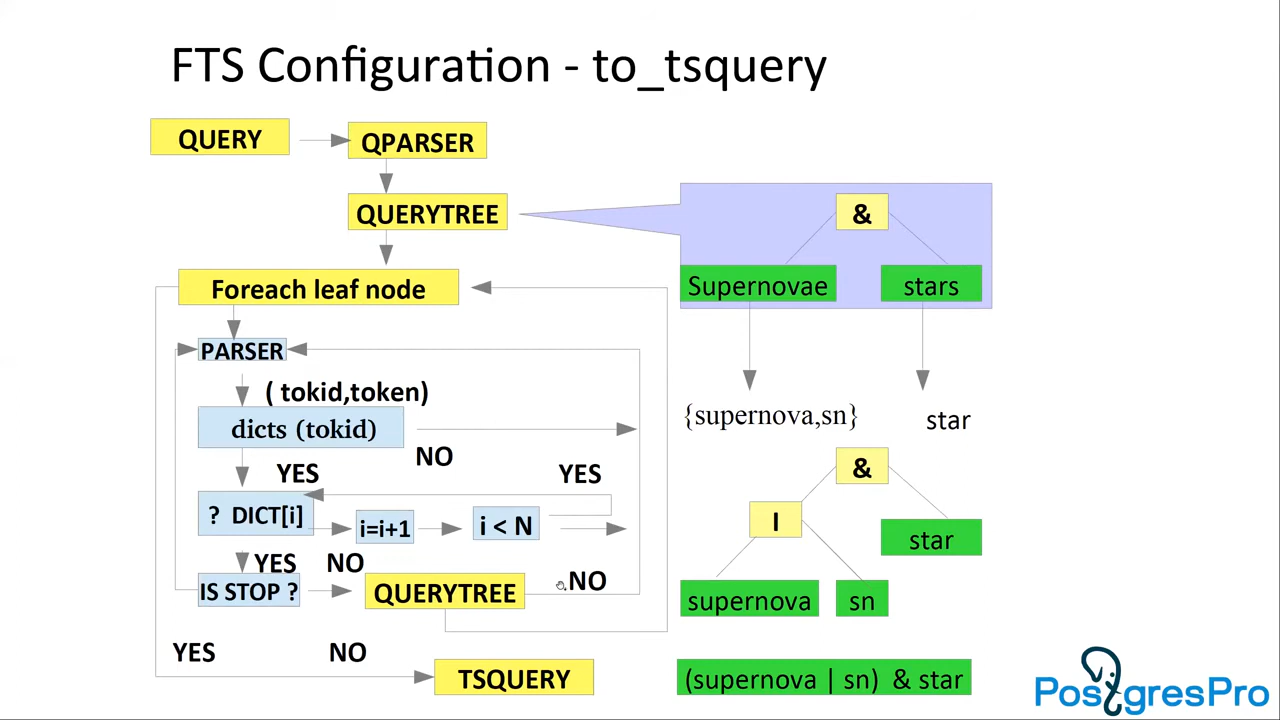 FTS Configuration - to_tsquery
QUERY
QPARSER
QUERYTREE
&
Supernovae
stars
Foreach leaf node
PARSER
( tokid,token)
{supernova,sn}
star
dicts (tokid)
NO
YES
YES
&
? DICT[i]
i=i+1
i < N
I
star
YES
NO
IS STOP ?
QUERYTREE
NO
supernova
sn
YES
NO
TSQUERY
(supernova | sn) & star
PostgresPro